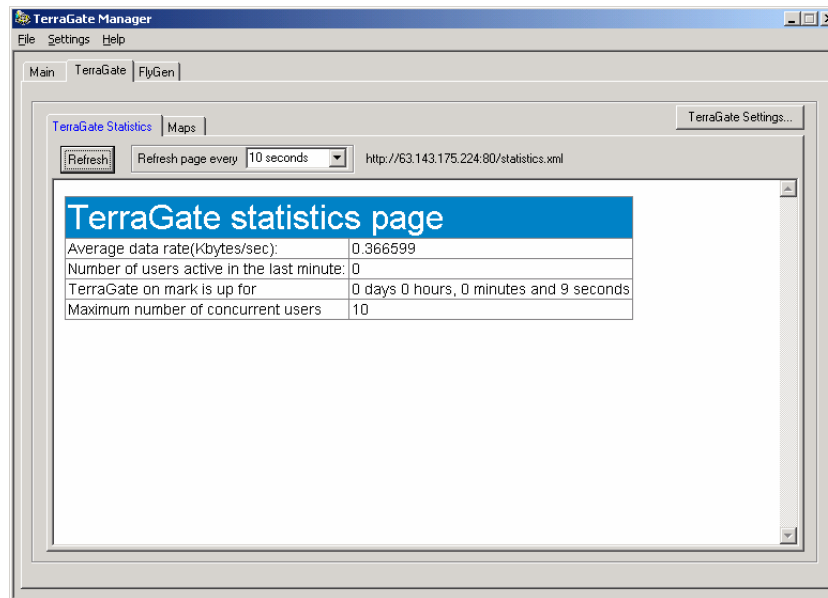 TerraGate Manager
File Settings Help
Main TerraGate FlyGen
TerraGate Settings...
TerraGate Statistics Maps
Refresh Refresh page every 10 seconds http://63.143.175.224:80/statistics.xml
TerraGate statistics page
Average data rate(Kbytes/sec): 0.366599
Number of users active in the last minute: 0
TerraGate on mark is up for 0 days 0 hours, 0 minutes and 9 seconds
Maximum number of concurrent users 10